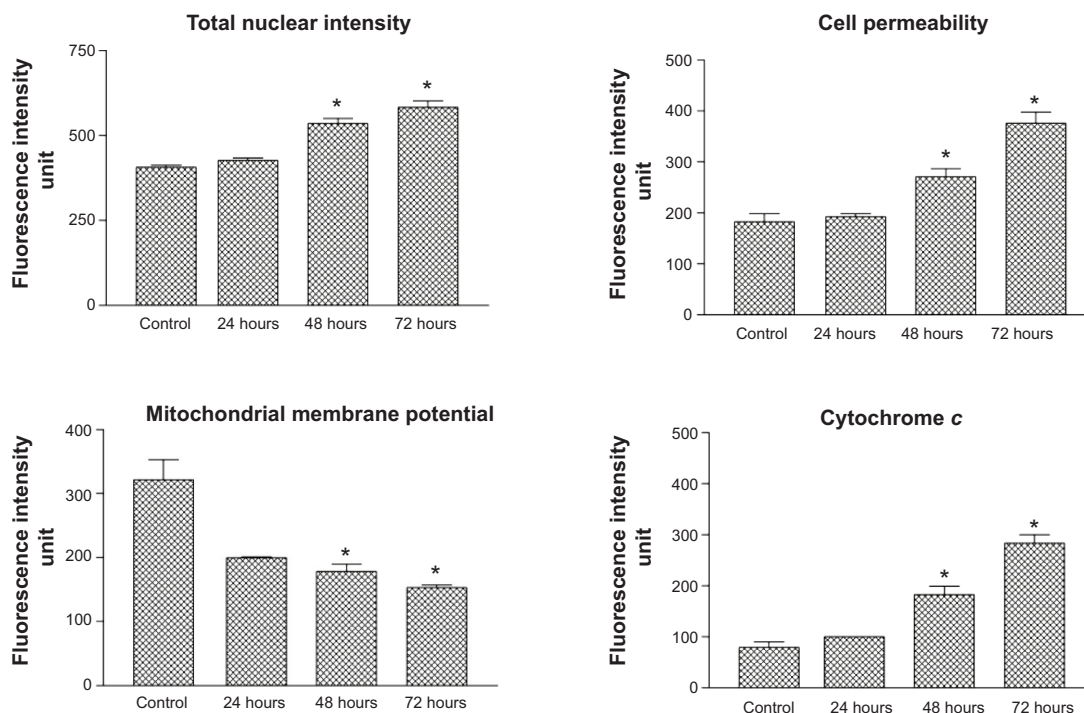 Total nuclear intensity
Fluorescence intensity
unit
750
500
250
0
*
*
Control 24 hours 48 hours 72 hours
Cell permeability
Fluorescence intensity
unit
500
400
300
200
100
0
*
*
Control 24 hours 48 hours 72 hours
Mitochondrial membrane potential
Fluorescence intensity
unit
400
300
200
100
0
*
*
Control 24 hours 48 hours 72 hours
Cytochrome c
Fluorescence intensity
unit
500
400
300
200
100
0
*
*
Control 24 hours 48 hours 72 hours